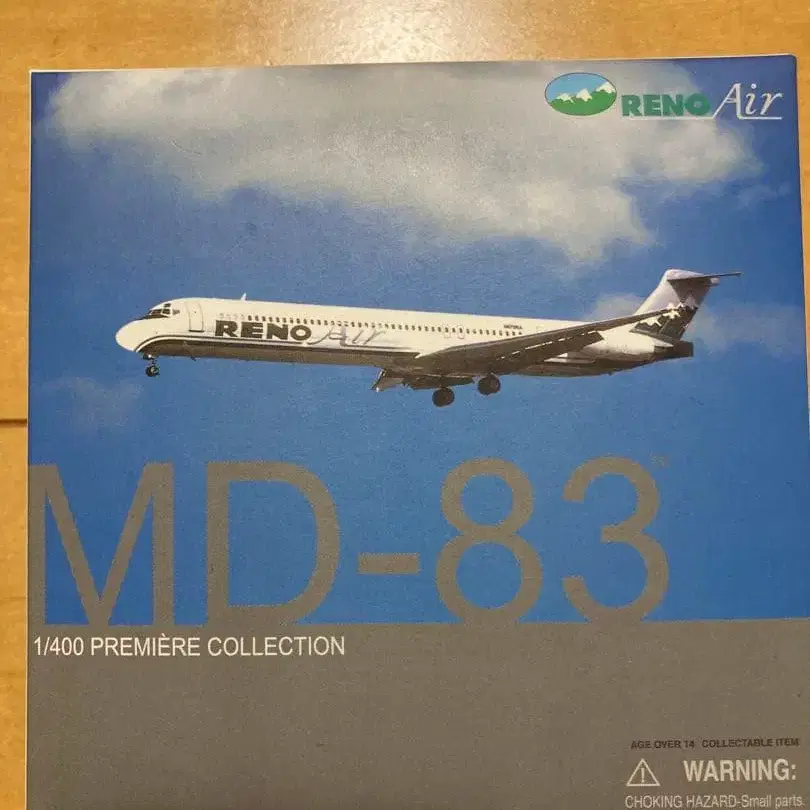 RENO Air
RENO Air
MD-83
1/400 PREMIÈRE COLLECTION
AGE OVER 14 COLLECTABLE ITEM
WARNING:
CHOKING HAZARD-Small parts